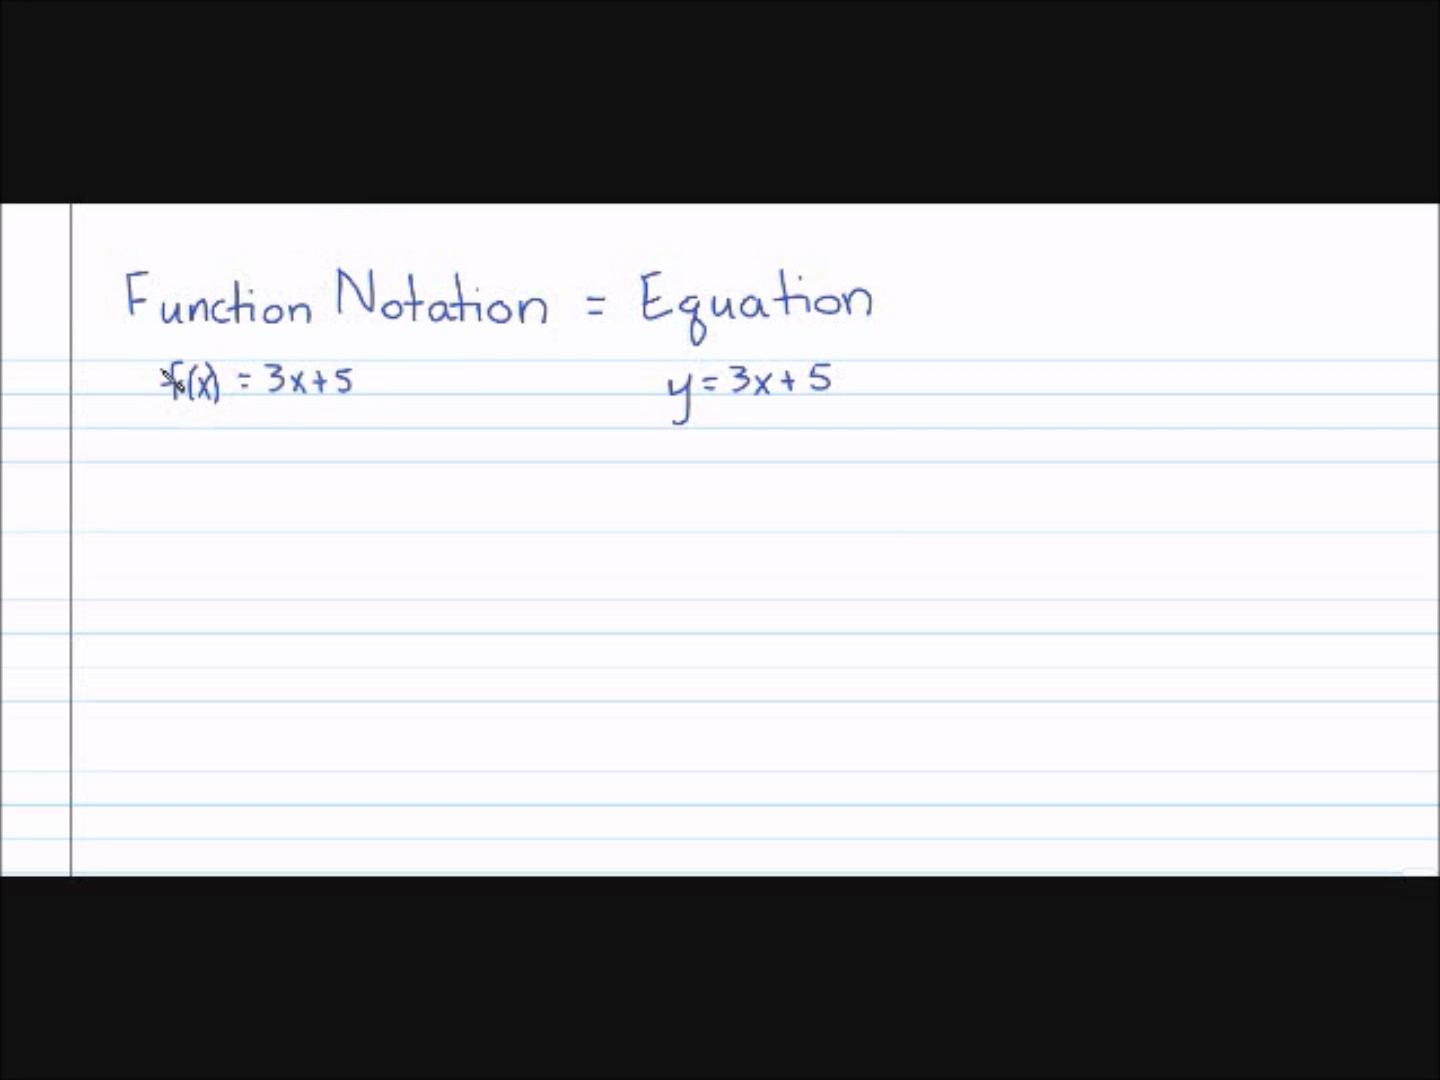 Function Notation = Equation
f(x) = 3x+5 y = 3x + 5